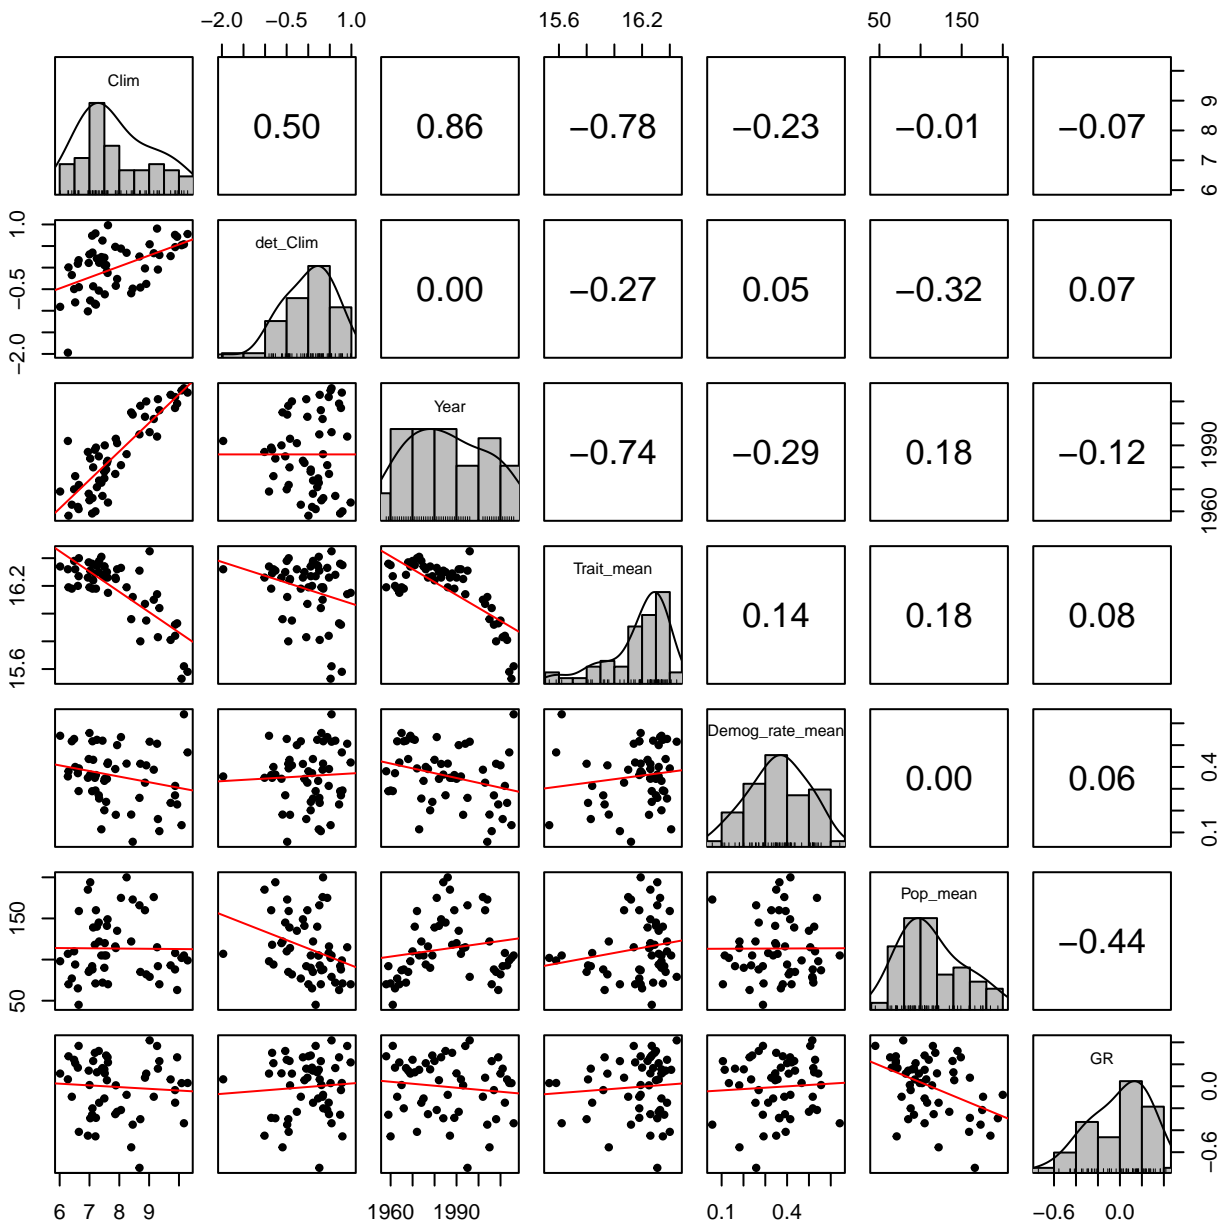 −2.0 −0.5 1.0 15.6 16.2 50 150
Clim
0.50 0.86 −0.78 −0.23 −0.01 −0.07
6 7 8 9
−2.0 −0.5 1.0
det_Clim
0.00 −0.27 0.05 −0.32 0.07
Year
−0.74 −0.29 0.18 −0.12
1960 1990
15.6 16.2
Trait_mean
0.14 0.18 0.08
Demog_rate_mean
0.00 0.06
0.1 0.4
50 150
Pop_mean
−0.44
GR
−0.6 0.0
6 7 8 9 1960 1990 0.1 0.4 −0.6 0.0